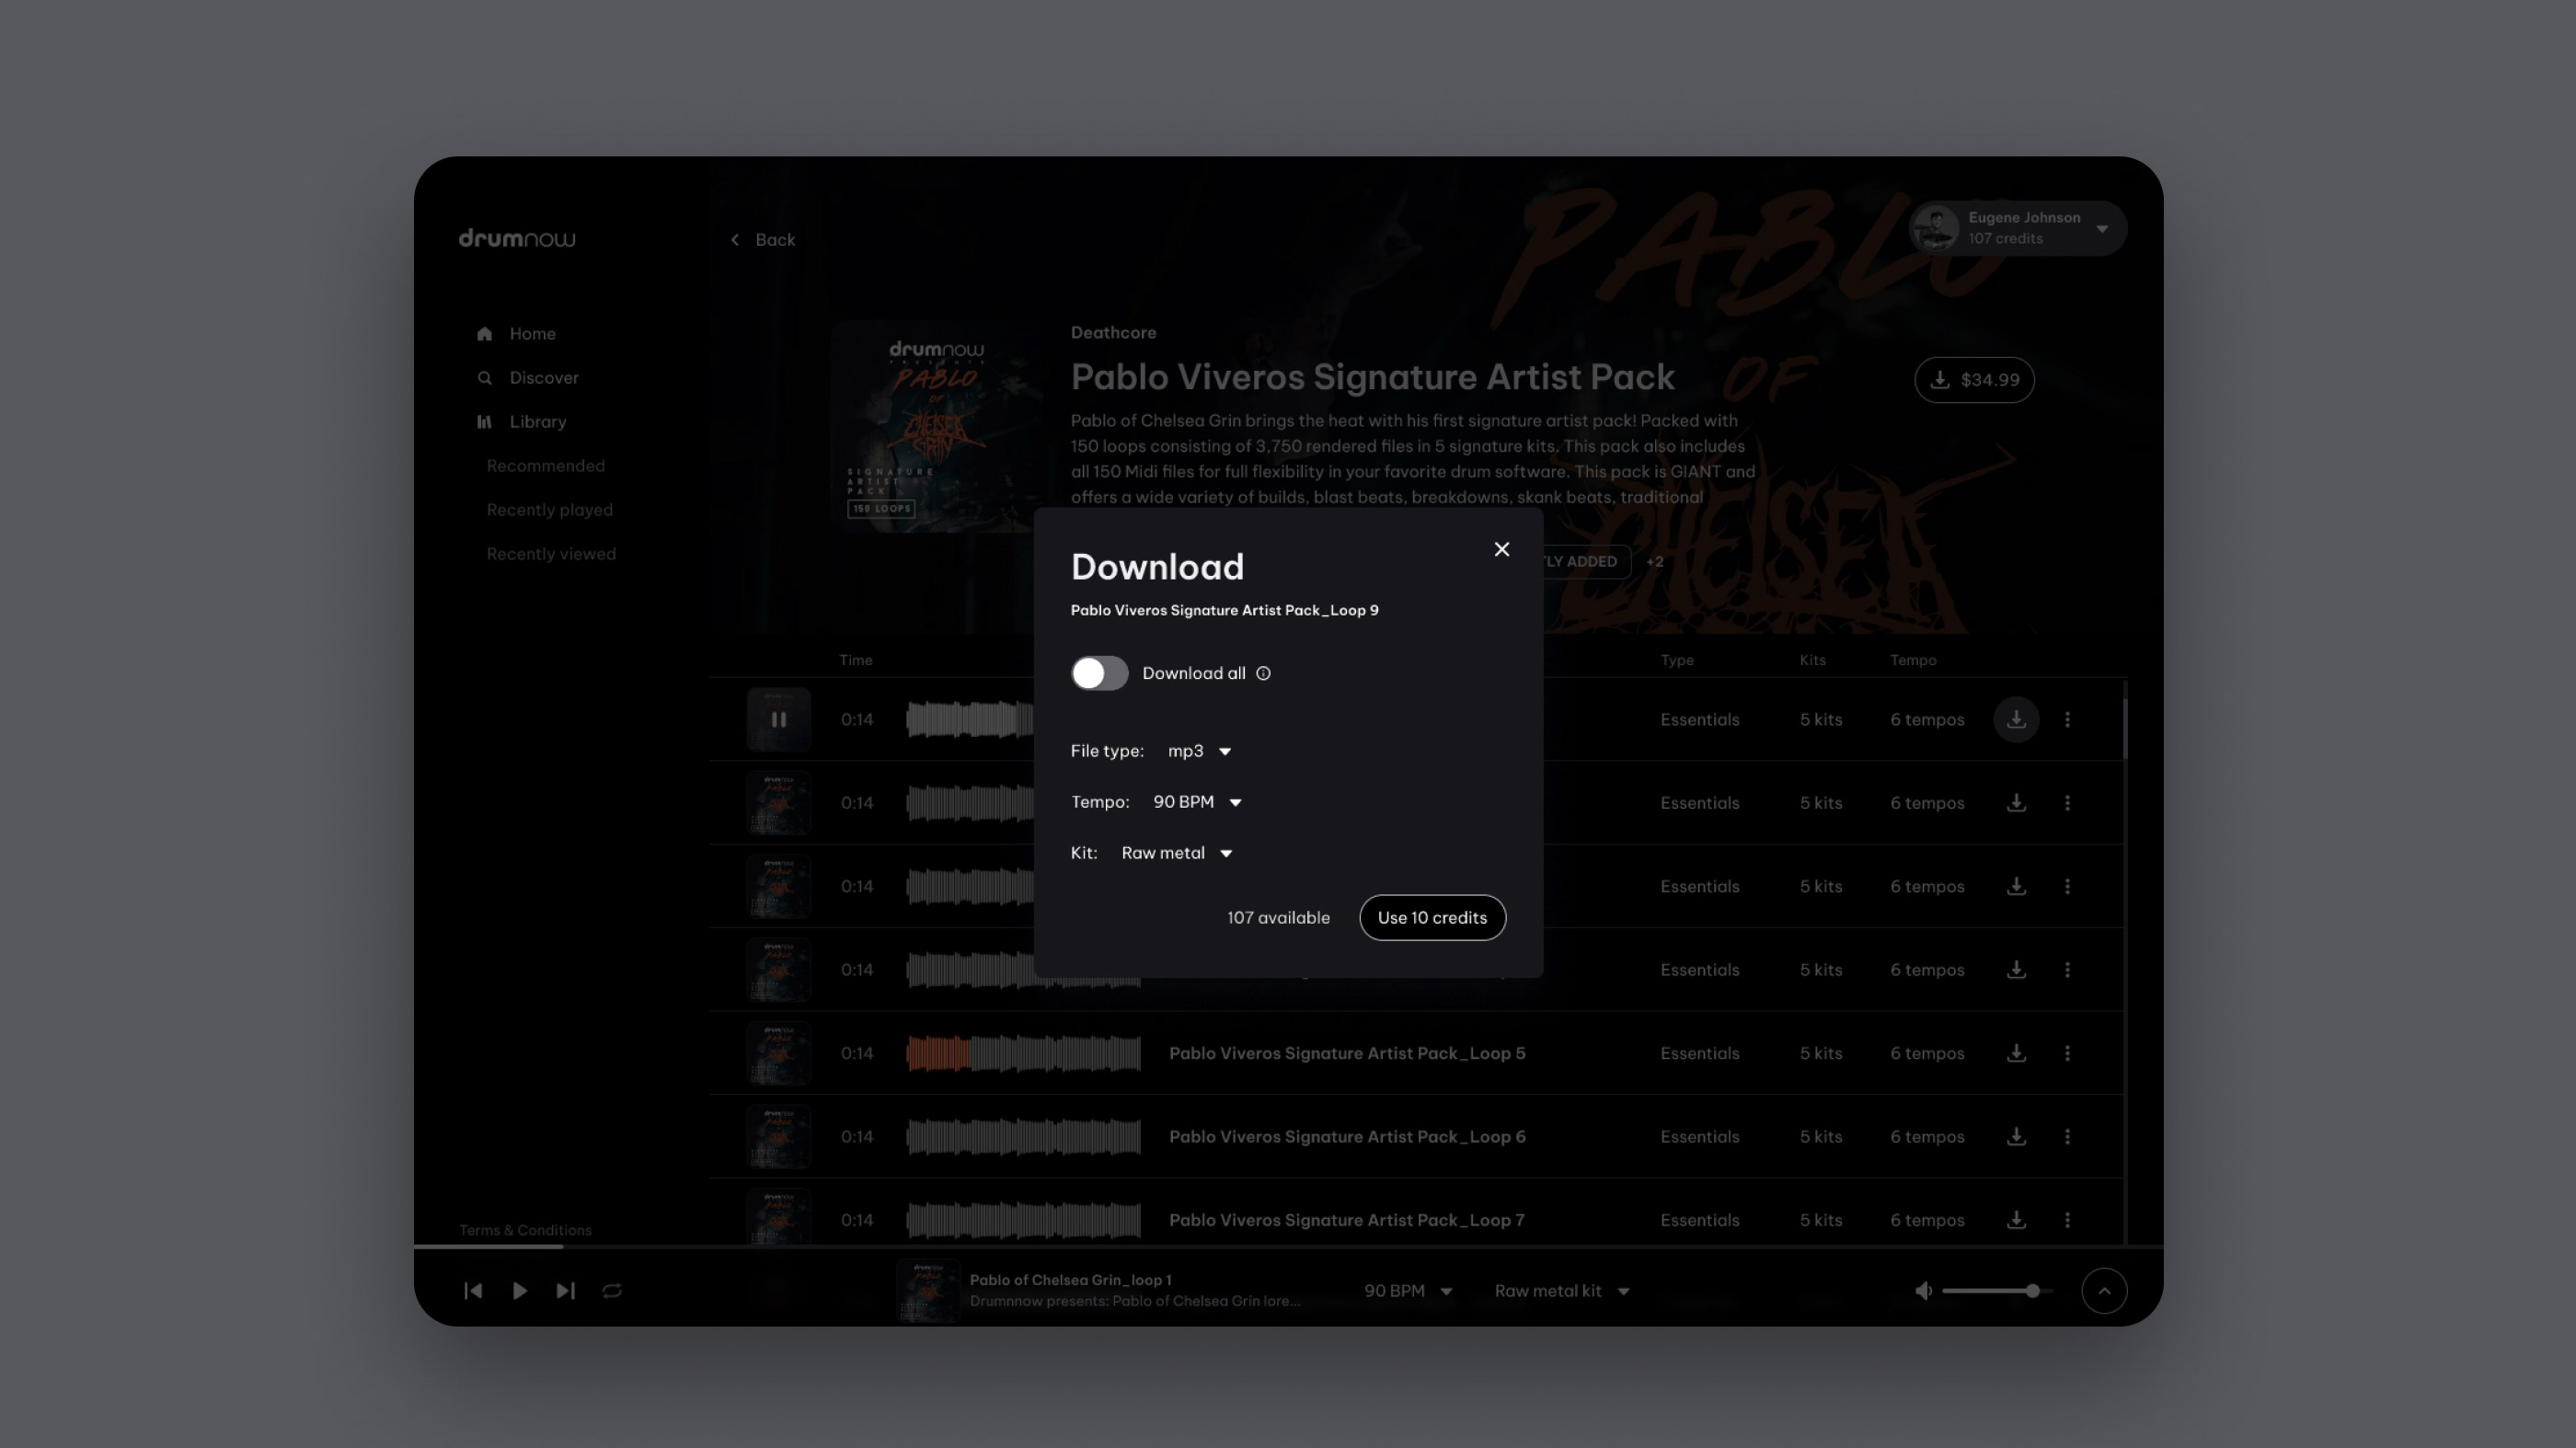 drumnow
Back
Eugene Johnson
107 credits
PABLO
OF
CHELSEA
Home
Discover
Library
Recommended
Recently played
Recently viewed
drumnow
PRESENTS
PABLO
OF
CHELSEA
GRIN
SIGNATURE
ARTIST
PACK
150 LOOPS
Deathcore
Pablo Viveros Signature Artist Pack
$34.99
Pablo of Chelsea Grin brings the heat with his first signature artist pack! Packed with
150 loops consisting of 3,750 rendered files in 5 signature kits. This pack also includes
all 150 Midi files for full flexibility in your favorite drum software. This pack is GIANT and
offers a wide variety of builds, blast beats, breakdowns, skank beats, traditional
TLY ADDED
+2
Download
Pablo Viveros Signature Artist Pack_Loop 9
Download all
File type: mp3
Tempo: 90 BPM
Kit: Raw metal
107 available
Use 10 credits
Time Type Kits Tempo
0:14 Essentials 5 kits 6 tempos
0:14 Essentials 5 kits 6 tempos
0:14 Essentials 5 kits 6 tempos
0:14 Essentials 5 kits 6 tempos
0:14 Pablo Viveros Signature Artist Pack_Loop 5 Essentials 5 kits 6 tempos
0:14 Pablo Viveros Signature Artist Pack_Loop 6 Essentials 5 kits 6 tempos
0:14 Pablo Viveros Signature Artist Pack_Loop 7 Essentials 5 kits 6 tempos
Terms & Conditions
Pablo of Chelsea Grin_loop 1
Drumnnow presents: Pablo of Chelsea Grin lore...
90 BPM
Raw metal kit